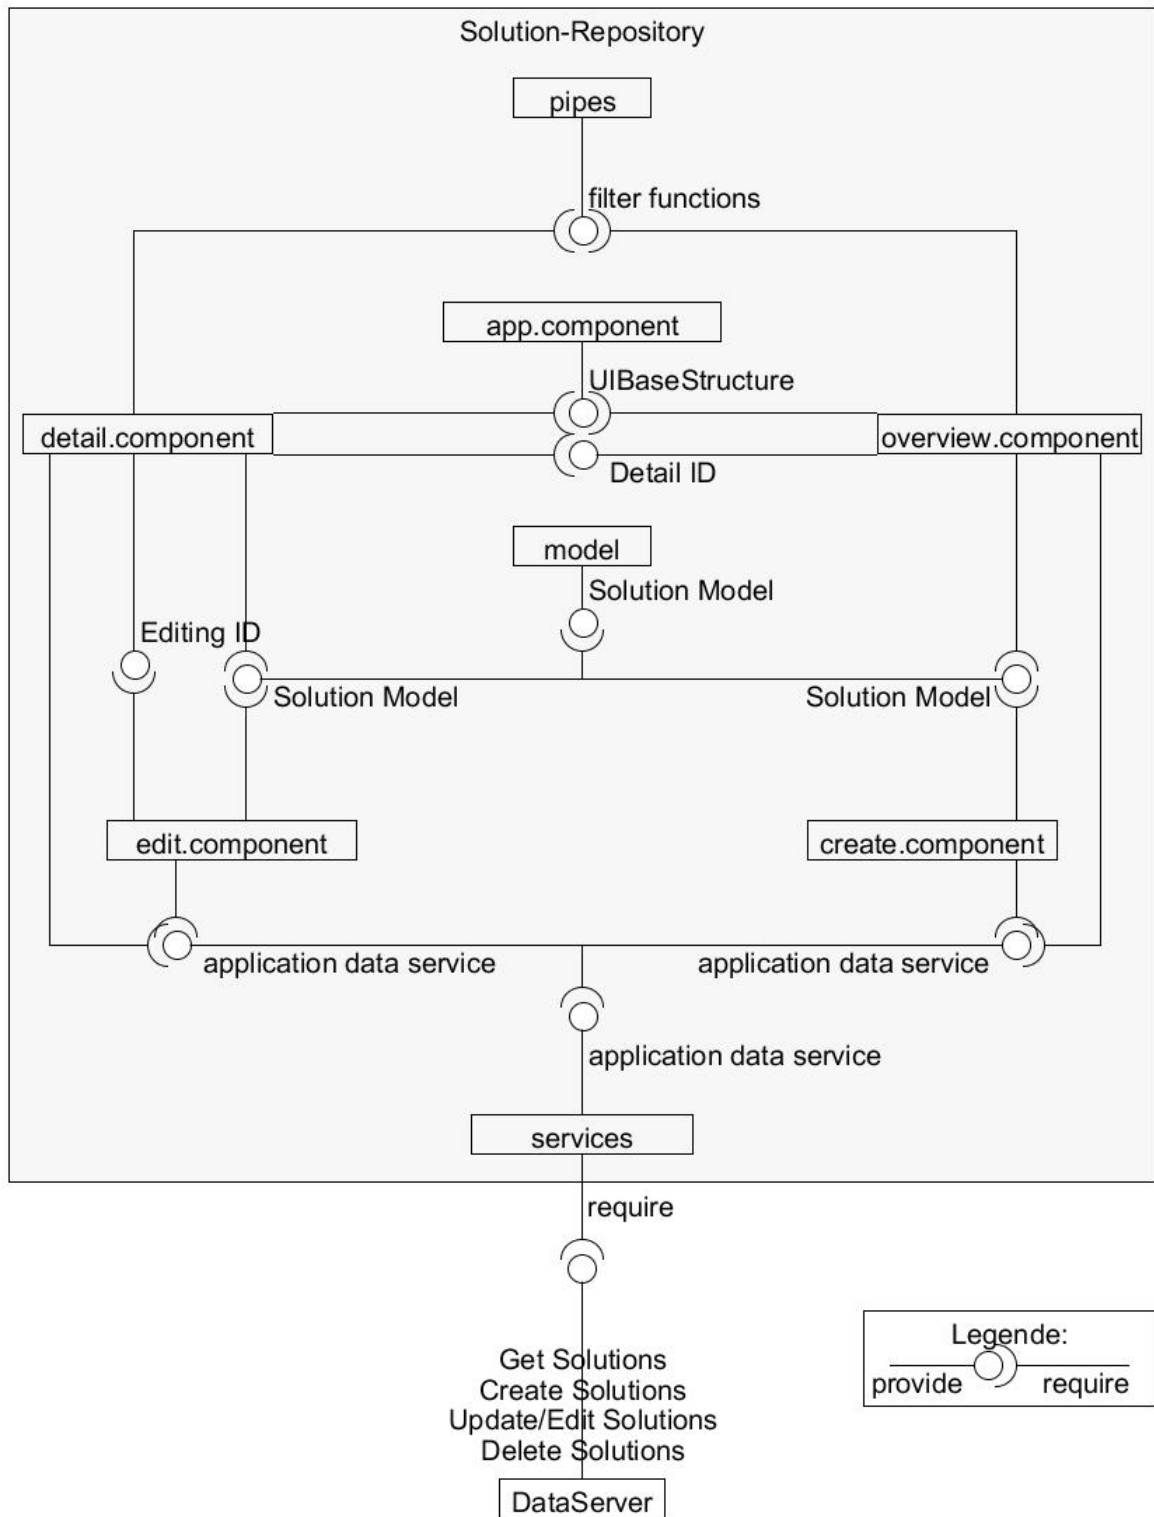 Solution-Repository
pipes
filter functions
app.component
UIBaseStructure
detail.component
overview.component
Detail ID
model
Solution Model
Editing ID
Solution Model
Solution Model
edit.component
create.component
application data service
application data service
application data service
services
require
Legende:
provide
require
Get Solutions
Create Solutions
Update/Edit Solutions
Delete Solutions
DataServer